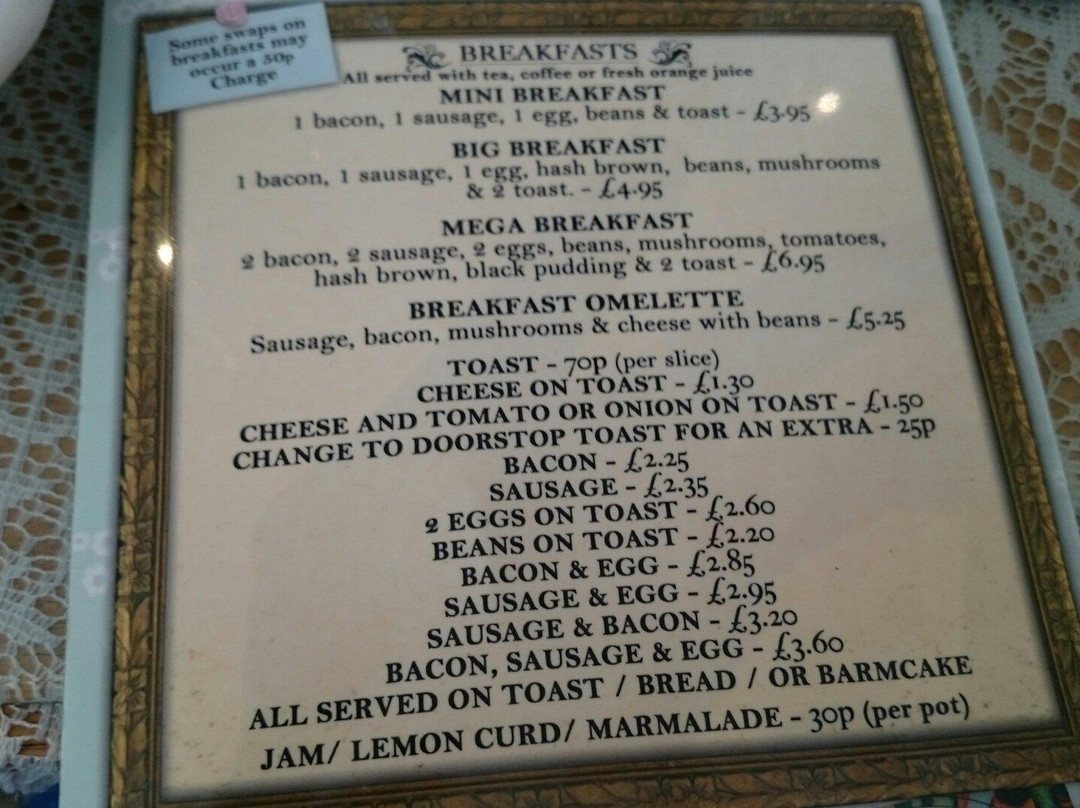 Some swaps on
breakfasts may
occur a 50p
Charge
BREAKFASTS
All served with tea, coffee or fresh orange juice
MINI BREAKFAST
1 bacon, 1 sausage, 1 egg, beans & toast - £3.95
BIG BREAKFAST
1 bacon, 1 sausage, 1 egg, hash brown, beans, mushrooms
& 2 toast. - £4.95
MEGA BREAKFAST
2 bacon, 2 sausage, 2 eggs, beans, mushrooms, tomatoes,
hash brown, black pudding & 2 toast - £6.95
BREAKFAST OMELETTE
Sausage, bacon, mushrooms & cheese with beans - £5.25
TOAST - 70p (per slice)
CHEESE ON TOAST - £1.30
CHEESE AND TOMATO OR ONION ON TOAST - £1.50
CHANGE TO DOORSTOP TOAST FOR AN EXTRA - 25p
BACON - £2.25
SAUSAGE - £2.35
2 EGGS ON TOAST - £2.60
BEANS ON TOAST - £2.20
BACON & EGG - £2.85
SAUSAGE & EGG - £2.95
SAUSAGE & BACON - £3.20
BACON, SAUSAGE & EGG - £3.60
ALL SERVED ON TOAST / BREAD / OR BARMCAKE
JAM/ LEMON CURD/ MARMALADE - 30p (per pot)